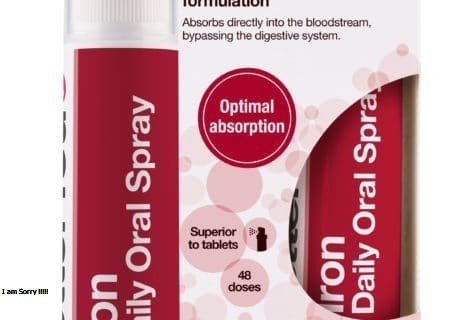 formulation
Absorbs directly into the bloodstream,
bypassing the digestive system.
Optimal
absorption
Superior
to tablets
48
doses
Daily Oral Spray
Iron
Daily Oral Spray
I am Sorry !!!!!